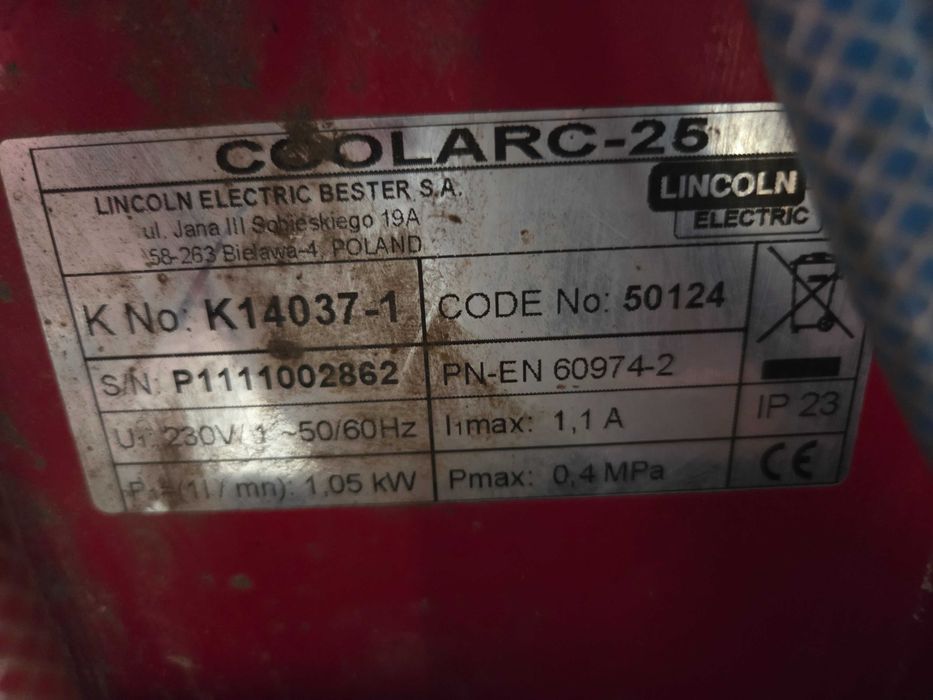 COOLARC-25
LINCOLN ELECTRIC BESTER S.A.
ul. Jana III Sobieskiego 19A
58-263 Bielawa-4, POLAND
LINCOLN
ELECTRIC
K No: K14037-1
CODE No: 50124
S/N: P1111002862
PN-EN 60974-2
U1: 230V/ 1 ~50/60Hz
I1max: 1,1 A
IP 23
(1l / mn): 1,05 kW
Pmax: 0,4 MPa
CE